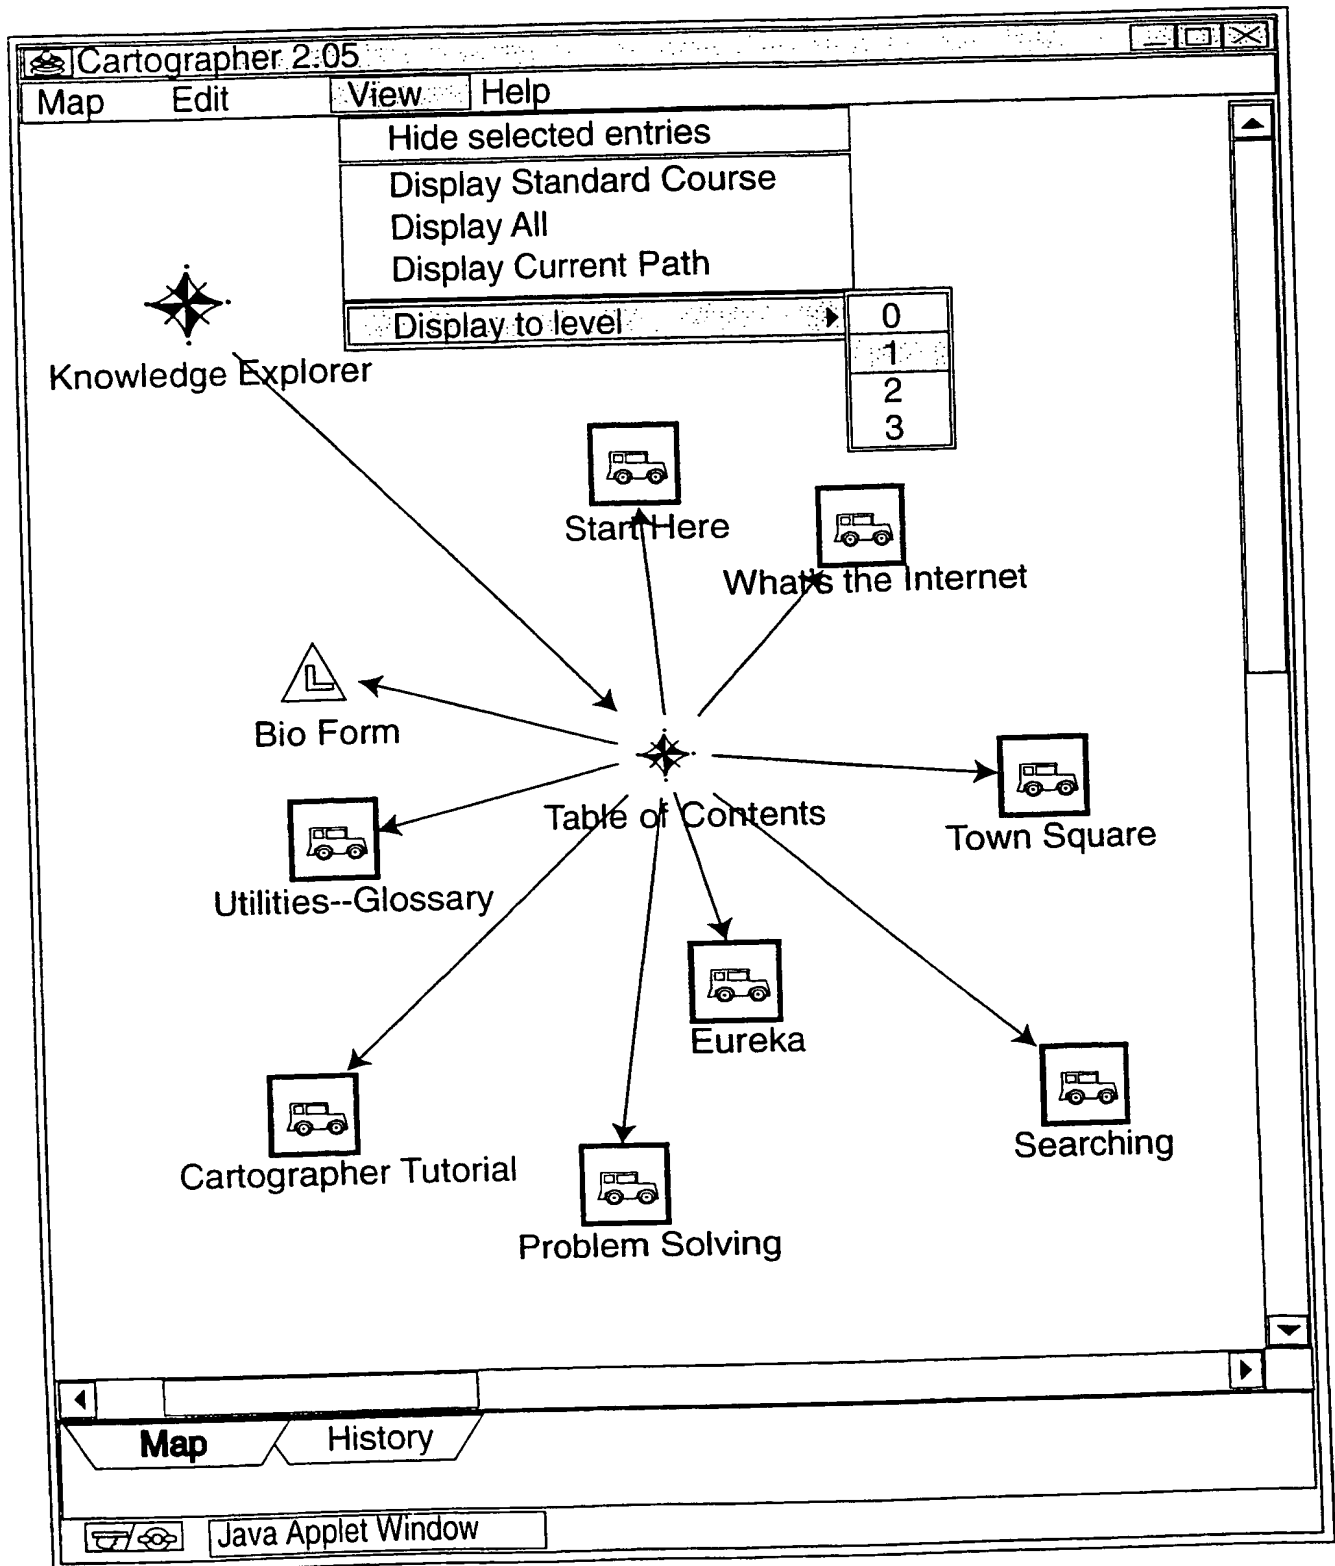 Cartographer 2.05
Map Edit View Help
Hide selected entries
Display Standard Course
Display All
Display Current Path
Display to level
0
1
2
3
Knowledge Explorer
Start Here
What's the Internet
Bio Form
Table of Contents
Town Square
Utilities--Glossary
Eureka
Searching
Cartographer Tutorial
Problem Solving
Map History
Java Applet Window